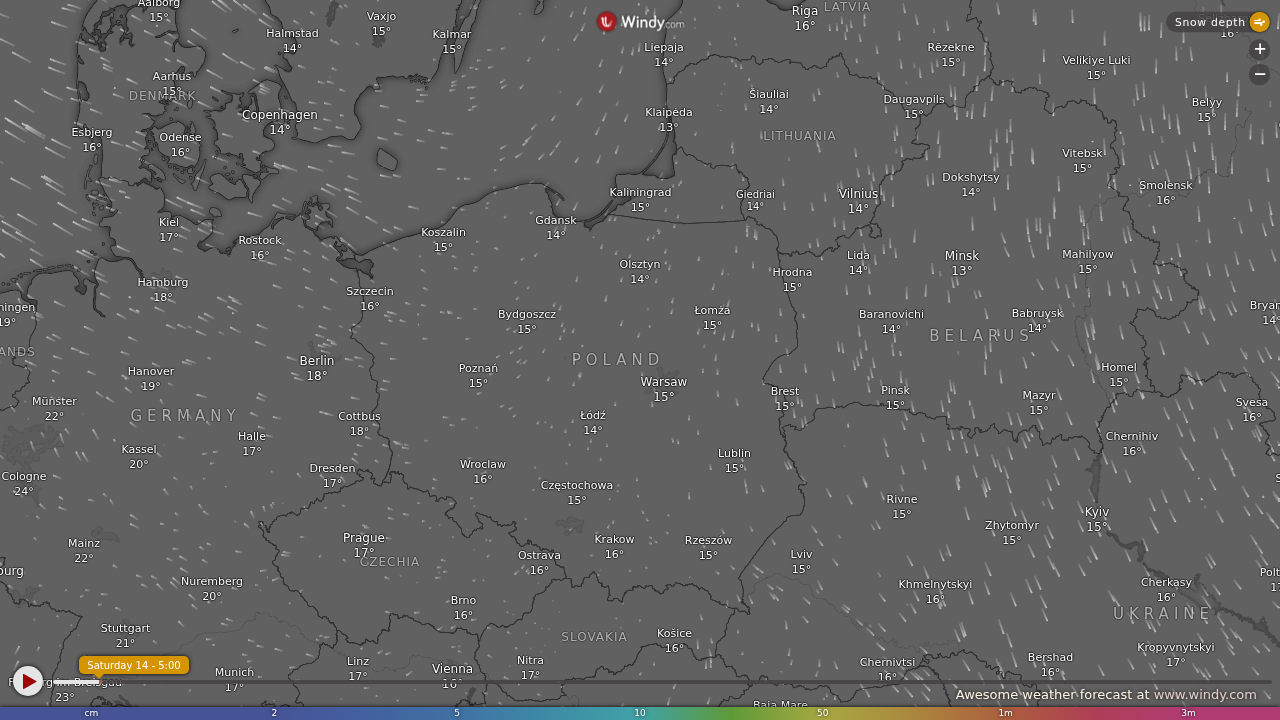 Aalborg
15°
Vaxjo
15°
Halmstad
14°
Kalmar
15°
Windy.com
Riga
16°
LATVIA
Snow depth
16°
+
−
Liepaja
14°
Rēzekne
15°
Velikiye Luki
15°
Aarhus
15°
DENMARK
Copenhagen
14°
Klaipėda
13°
Šiauliai
14°
Daugavpils
15°
Belyy
15°
Esbjerg
16°
Odense
16°
LITHUANIA
Vitebsk
15°
Kaliningrad
15°
Giedriai
14°
Vilnius
14°
Dokshytsy
14°
Smolensk
16°
Kiel
17°
Rostock
16°
Koszalin
15°
Gdansk
14°
Olsztyn
14°
Hrodna
15°
Lida
14°
Minsk
13°
Mahilyow
15°
Hamburg
18°
Szczecin
16°
Bydgoszcz
15°
Łomża
15°
Baranovichi
14°
Babruysk
14°
BELARUS
19°
Berlin
18°
POLAND
Hanover
19°
Poznań
15°
Warsaw
15°
Brest
15°
Pinsk
15°
Homel
15°
Mazyr
15°
Svesa
16°
Münster
22°
GERMANY
Cottbus
18°
Łódź
14°
Kassel
20°
Halle
17°
Chernihiv
16°
Cologne
24°
Dresden
17°
Wroclaw
16°
Częstochowa
15°
Lublin
15°
Rivne
15°
Zhytomyr
15°
Kyiv
15°
Mainz
22°
Prague
17°
CZECHIA
Ostrava
16°
Krakow
16°
Rzeszów
15°
Lviv
15°
Nuremberg
20°
Brno
16°
Khmelnytskyi
16°
Cherkasy
16°
UKRAINE
Stuttgart
21°
SLOVAKIA
Košice
16°
Kropyvnytskyi
17°
Saturday 14 - 5:00
23°
Munich
17°
Linz
17°
Vienna
16°
Nitra
17°
Chernivtsi
16°
Bershad
16°
Awesome weather forecast at www.windy.com
Baia Mare
cm 2 5 10 50 1m 3m